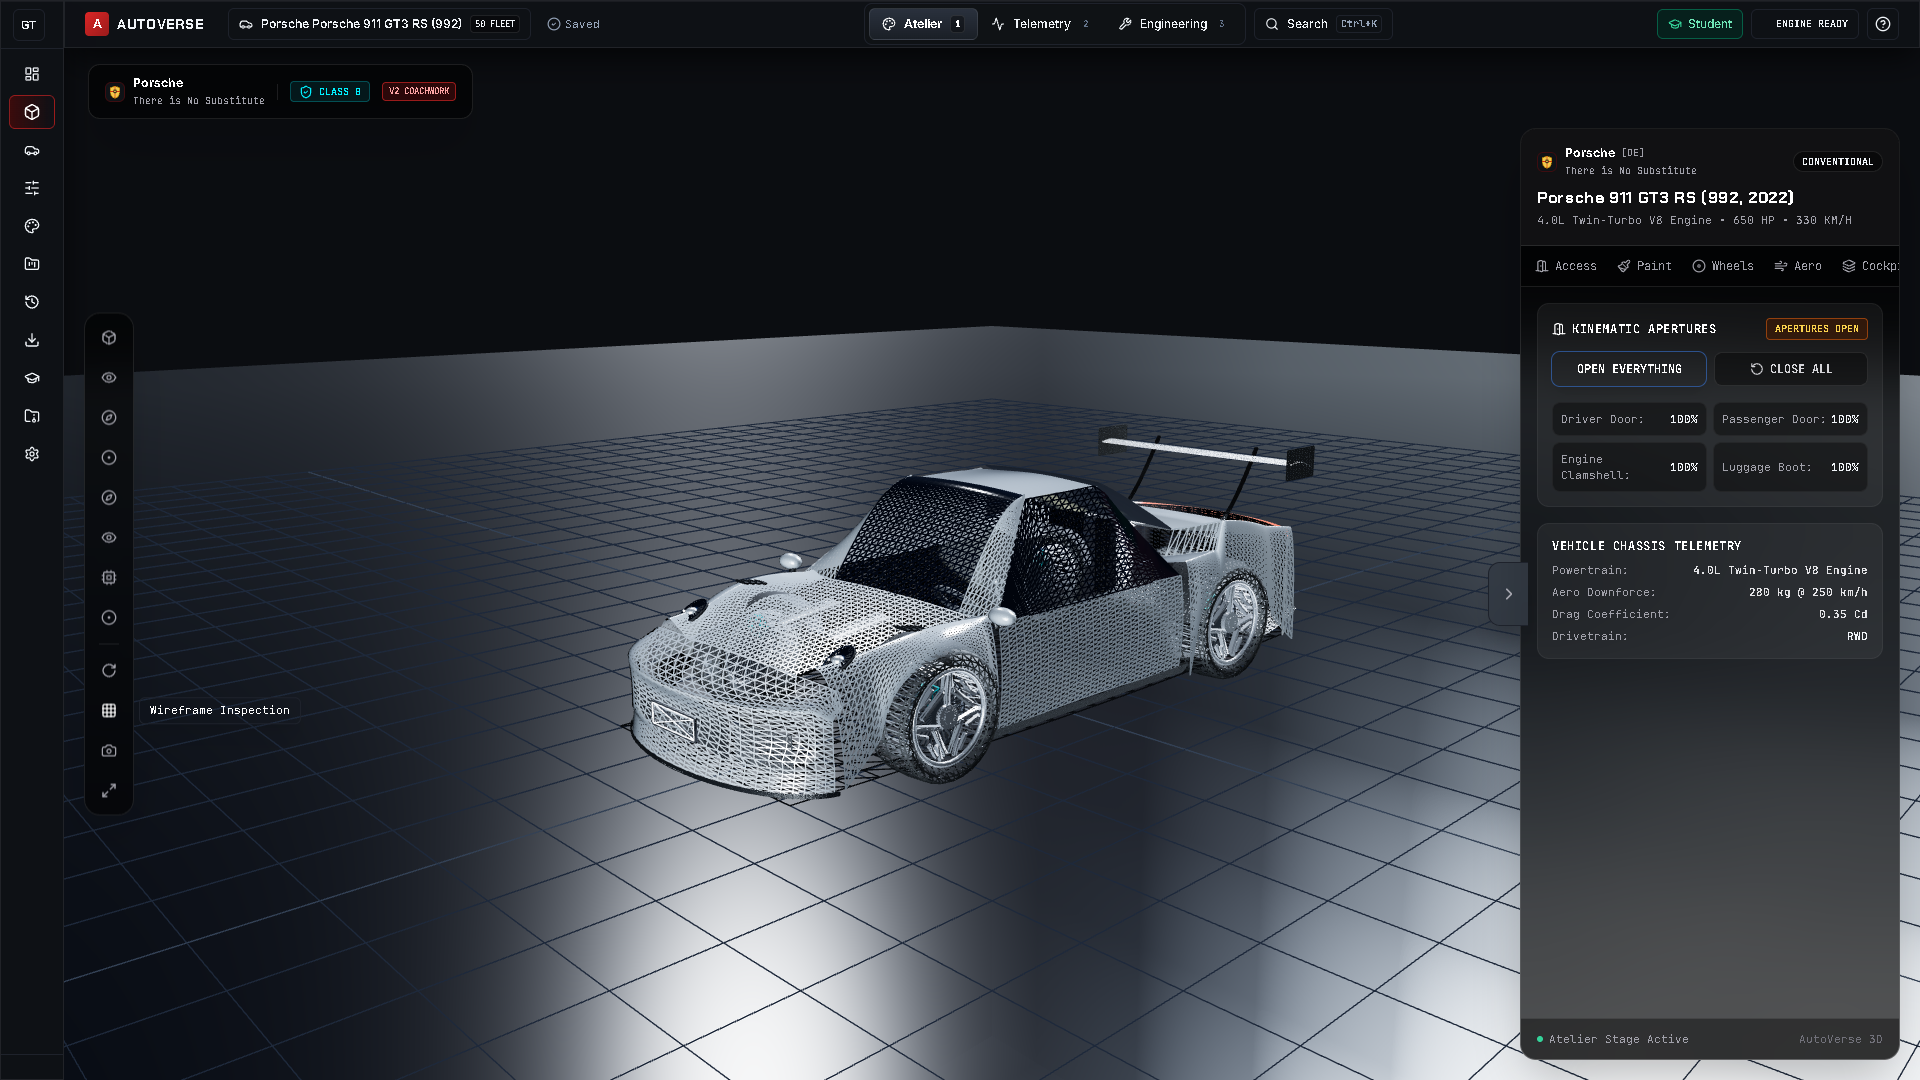 GT
A AUTOVERSE
Porsche Porsche 911 GT3 RS (992) 50 FLEET
Saved
Atelier 1
Telemetry 2
Engineering 3
Search Ctrl+K
Student
ENGINE READY
Porsche
There is No Substitute
CLASS 8
V2 COACHWORK
Wireframe Inspection
Porsche [DE]
There is No Substitute
CONVENTIONAL
Porsche 911 GT3 RS (992, 2022)
4.0L Twin-Turbo V8 Engine • 650 HP • 330 KM/H
Access
Paint
Wheels
Aero
Cockp
KINEMATIC APERTURES
APERTURES OPEN
OPEN EVERYTHING
CLOSE ALL
Driver Door: 100%
Passenger Door: 100%
Engine
Clamshell: 100%
Luggage Boot: 100%
VEHICLE CHASSIS TELEMETRY
Powertrain: 4.0L Twin-Turbo V8 Engine
Aero Downforce: 280 kg @ 250 km/h
Drag Coefficient: 0.35 Cd
Drivetrain: RWD
Atelier Stage Active
AutoVerse 3D